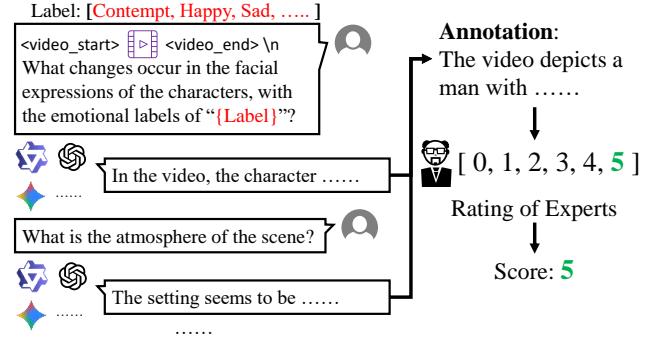 Label: [Contempt, Happy, Sad, ….. ]
<video_start> <video_end> \n
What changes occur in the facial
expressions of the characters, with
the emotional labels of “{Label}”?
……
In the video, the character ……
What is the atmosphere of the scene?
……
The setting seems to be ……
……
Annotation:
The video depicts a
man with ……
[ 0, 1, 2, 3, 4, 5 ]
Rating of Experts
Score: 5